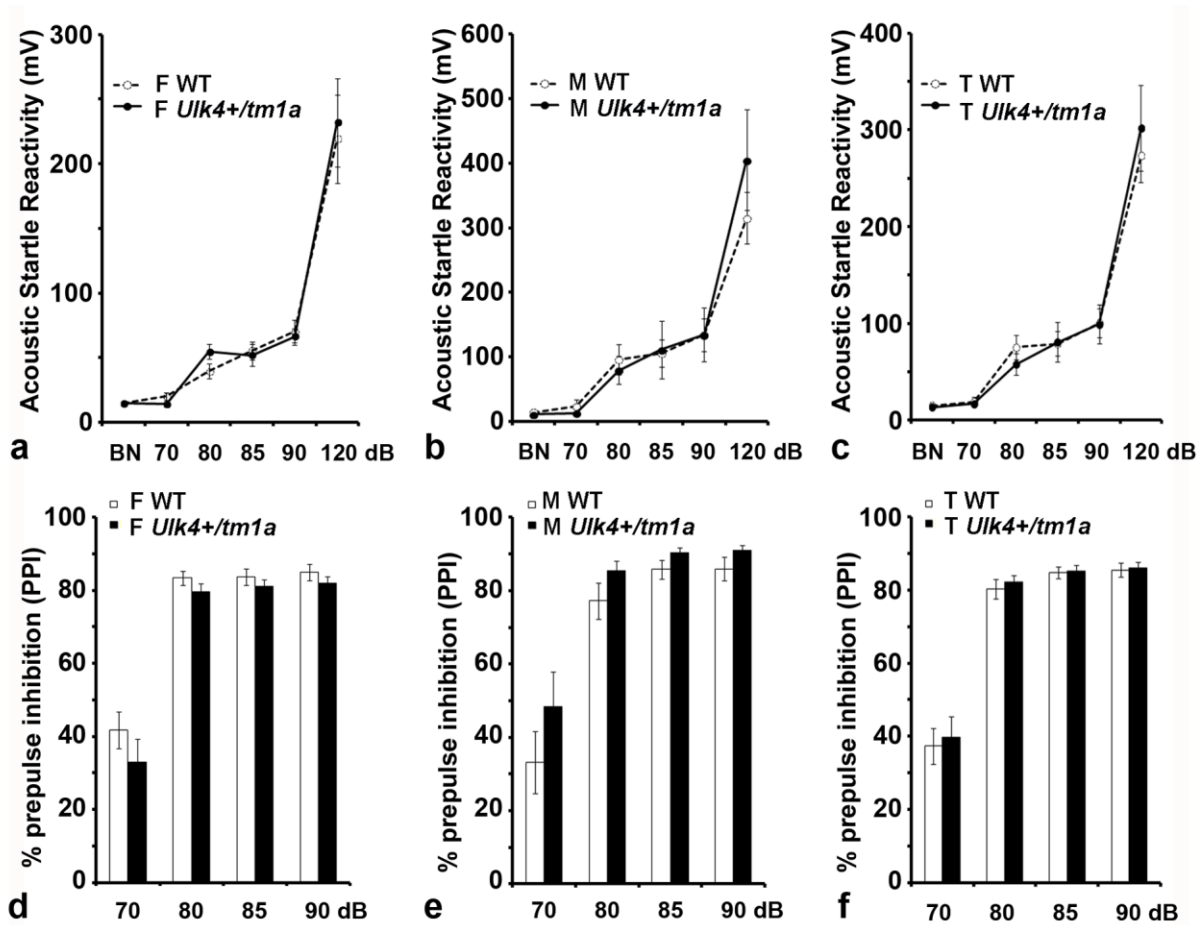 Acoustic Startle Reactivity (mV)
300
200
100
0
F WT
F Ulk4+/tm1a
BN 70 80 85 90 120 dB
a
Acoustic Startle Reactivity (mV)
600
500
400
300
200
100
0
M WT
M Ulk4+/tm1a
BN 70 80 85 90 120 dB
b
Acoustic Startle Reactivity (mV)
400
300
200
100
0
T WT
T Ulk4+/tm1a
BN 70 80 85 90 120 dB
c
% prepulse inhibition (PPI)
100
80
60
40
20
0
F WT
F Ulk4+/tm1a
70 80 85 90 dB
d
% prepulse inhibition (PPI)
100
80
60
40
20
0
M WT
M Ulk4+/tm1a
70 80 85 90 dB
e
% prepulse inhibition (PPI)
100
80
60
40
20
0
T WT
T Ulk4+/tm1a
70 80 85 90 dB
f